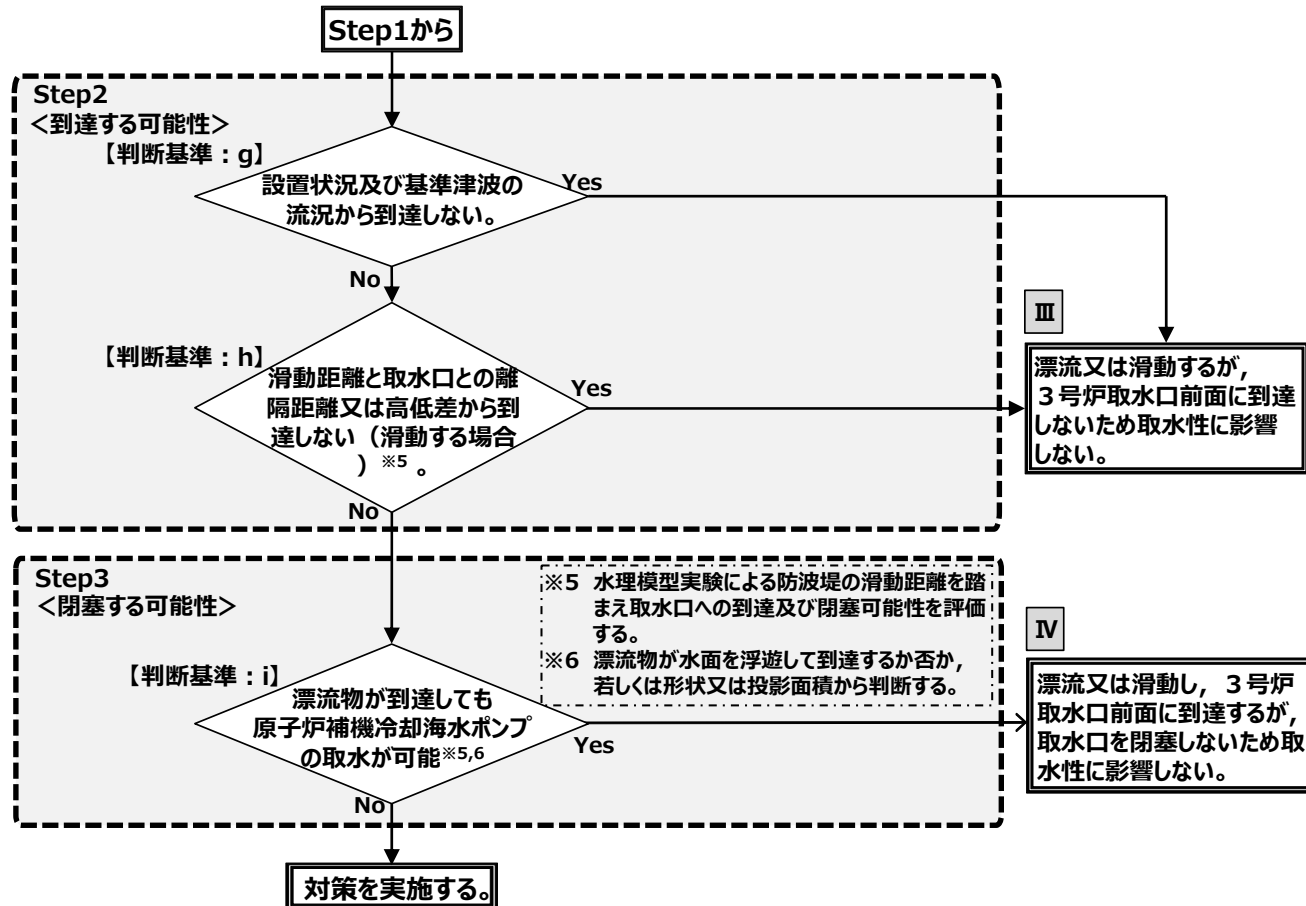 Step1から
Step2
＜到達する可能性＞
【判断基準：g】
設置状況及び基準津波の
流況から到達しない。
Yes
No
【判断基準：h】
滑動距離と取水口との離
隔距離又は高低差から到
達しない（滑動する場合
）※5 。
Yes
No
Ⅲ
漂流又は滑動するが，
３号炉取水口前面に到達
しないため取水性に影響
しない。
Step3
＜閉塞する可能性＞
※5 水理模型実験による防波堤の滑動距離を踏
まえ取水口への到達及び閉塞可能性を評価
する。
※6 漂流物が水面を浮遊して到達するか否か，
若しくは形状又は投影面積から判断する。
【判断基準：i】
漂流物が到達しても
原子炉補機冷却海水ポンプ
の取水が可能※5,6
Yes
No
Ⅳ
漂流又は滑動し，３号炉
取水口前面に到達するが，
取水口を閉塞しないため取
水性に影響しない。
対策を実施する。